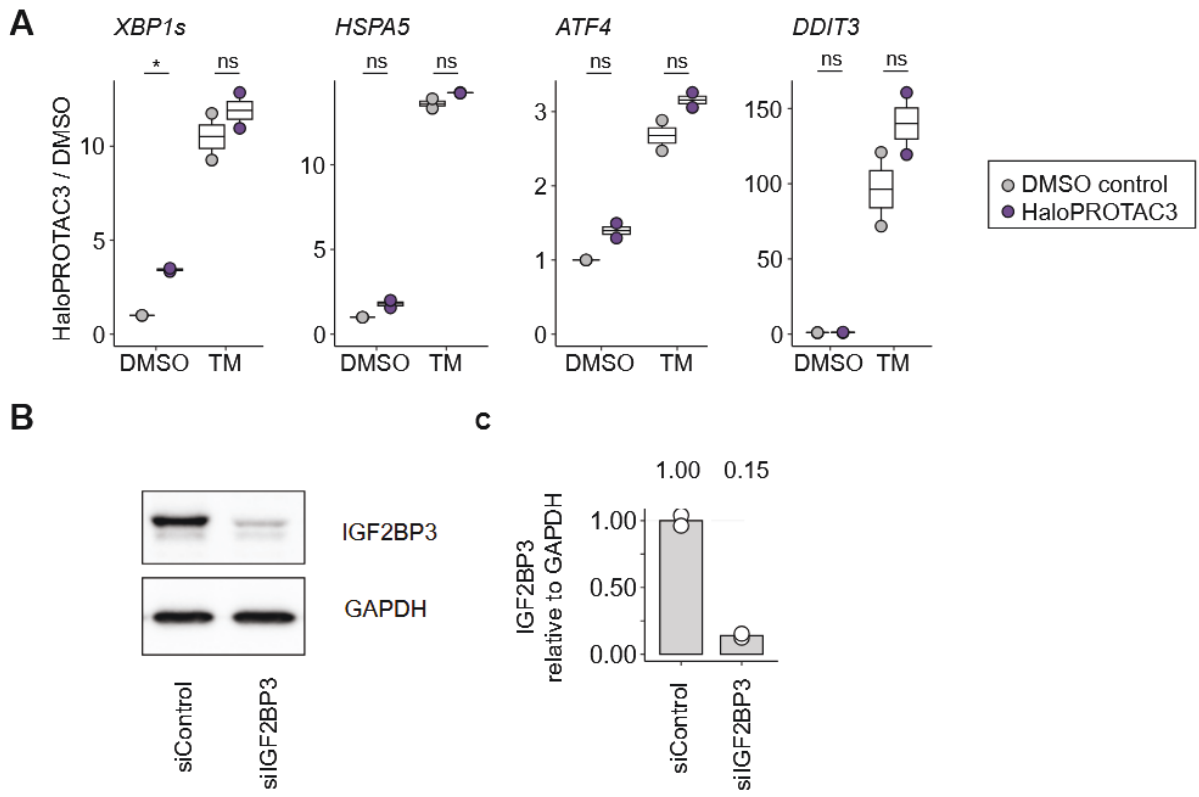 A
XBP1s
HSPA5
ATF4
DDIT3
* ns
ns ns
ns ns
ns ns
HaloPROTAC3 / DMSO
10
5
0
10
5
0
3
2
1
0
150
100
50
0
DMSO TM
DMSO TM
DMSO TM
DMSO TM
DMSO control
HaloPROTAC3
B
IGF2BP3
GAPDH
siControl
siIGF2BP3
c
1.00 0.15
IGF2BP3
relative to GAPDH
1.00
0.50
0.00
siControl
siIGF2BP3